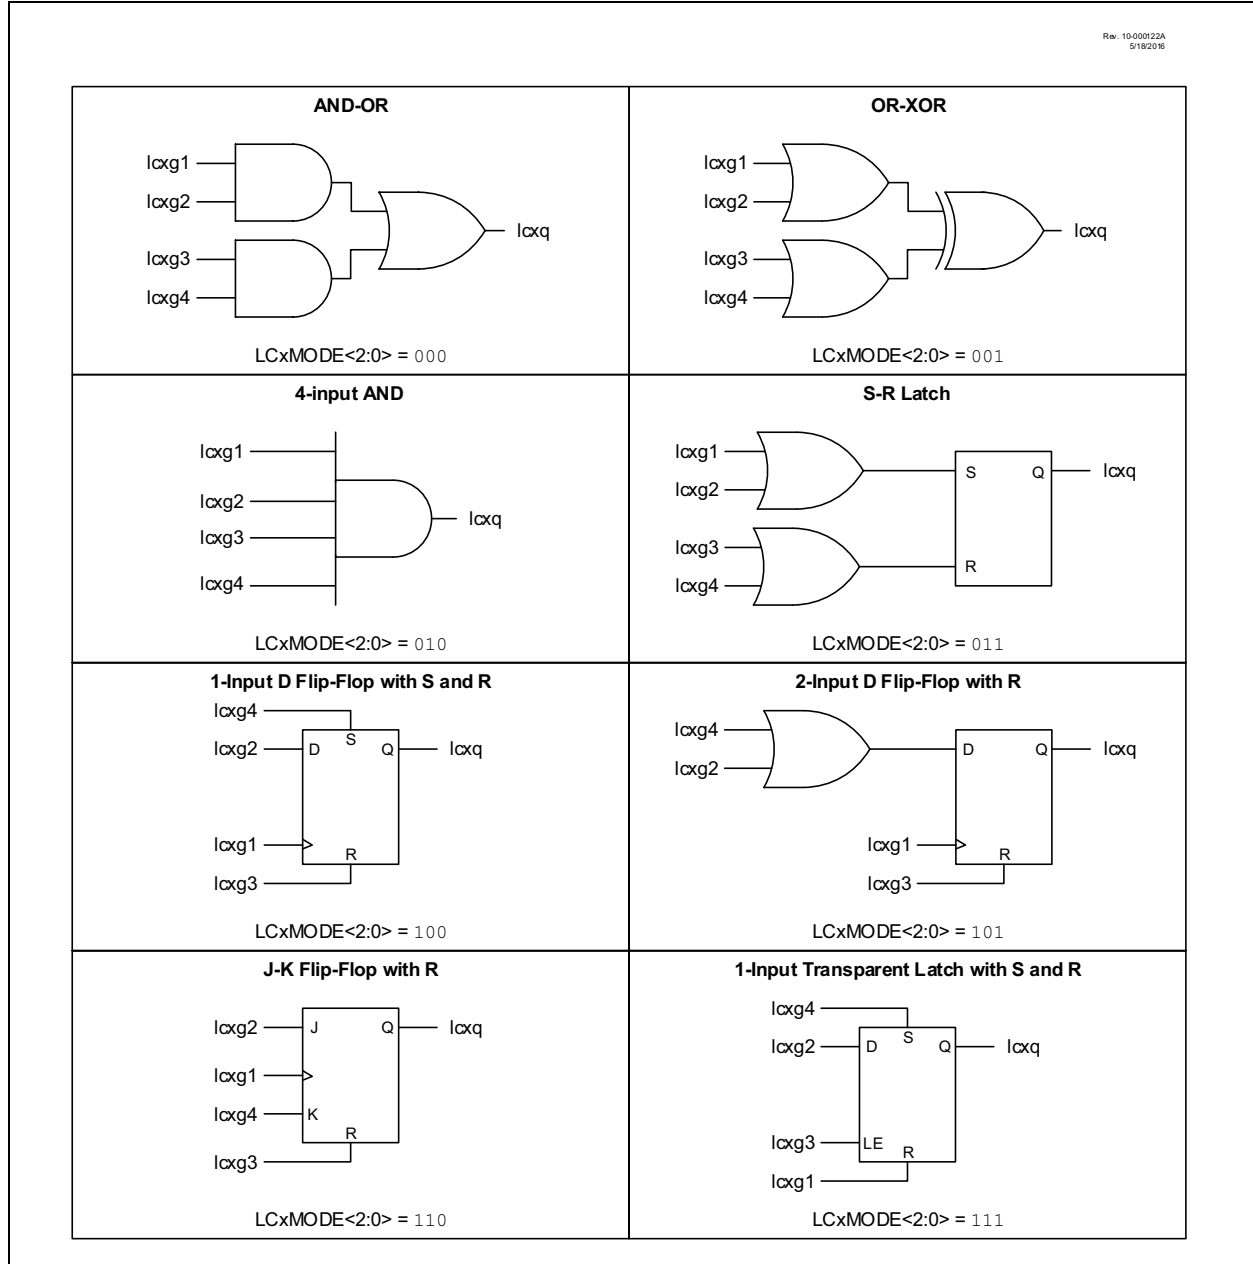 Rev. 10-000122A
5/18/2016
AND-OR
lcxg1
lcxg2
lcxg3
lcxg4
lcxq
LCxMODE<2:0> = 000
OR-XOR
lcxg1
lcxg2
lcxg3
lcxg4
lcxq
LCxMODE<2:0> = 001
4-input AND
lcxg1
lcxg2
lcxg3
lcxg4
lcxq
LCxMODE<2:0> = 010
S-R Latch
lcxg1
lcxg2
lcxg3
lcxg4
S
Q
lcxq
R
LCxMODE<2:0> = 011
1-Input D Flip-Flop with S and R
lcxg4
S
lcxg2
D
Q
lcxq
lcxg1
R
lcxg3
LCxMODE<2:0> = 100
2-Input D Flip-Flop with R
lcxg4
lcxg2
D
Q
lcxq
lcxg1
R
lcxg3
LCxMODE<2:0> = 101
J-K Flip-Flop with R
lcxg2
J
Q
lcxq
lcxg1
lcxg4
K
R
lcxg3
LCxMODE<2:0> = 110
1-Input Transparent Latch with S and R
lcxg4
S
lcxg2
D
Q
lcxq
lcxg3
LE
R
lcxg1
LCxMODE<2:0> = 111